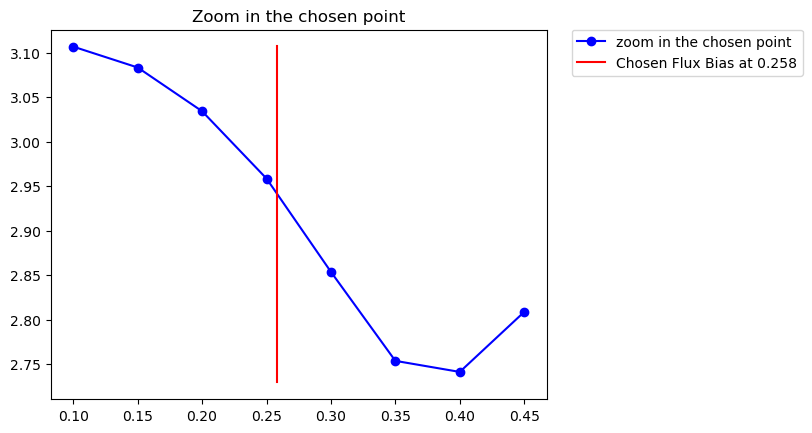 Zoom in the chosen point
zoom in the chosen point
Chosen Flux Bias at 0.258
3.10
3.05
3.00
2.95
2.90
2.85
2.80
2.75
0.10 0.15 0.20 0.25 0.30 0.35 0.40 0.45